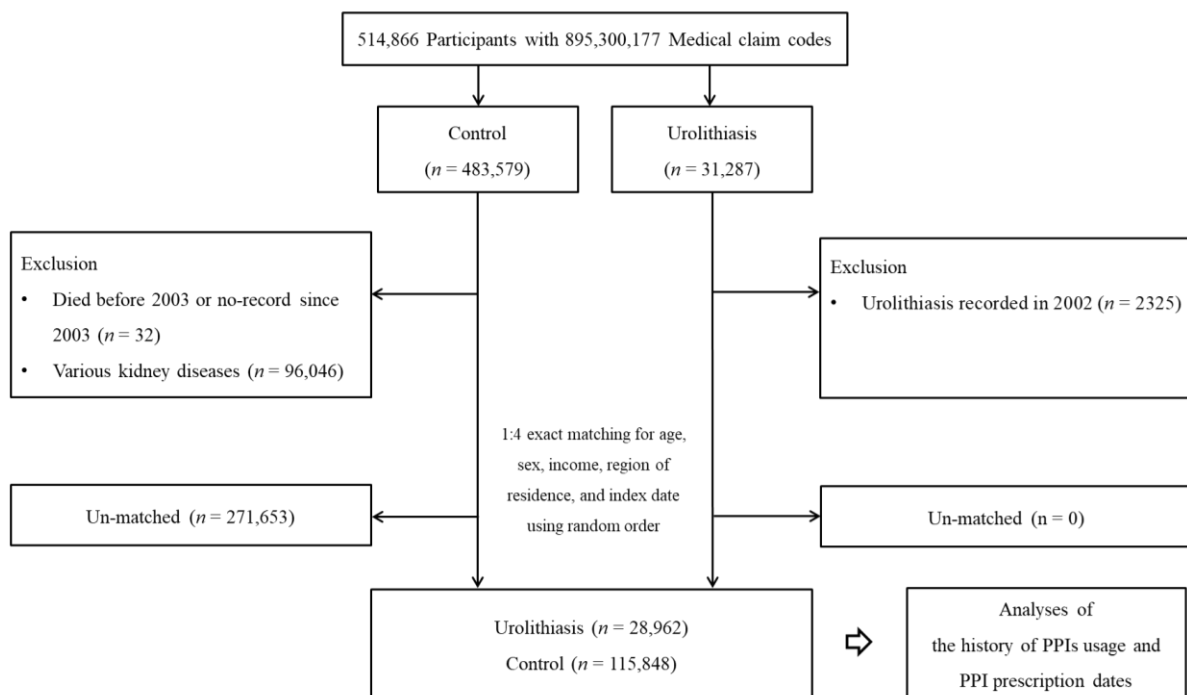 514,866 Participants with 895,300,177 Medical claim codes
Control
(n = 483,579)
Urolithiasis
(n = 31,287)
Exclusion
• Died before 2003 or no-record since
2003 (n = 32)
• Various kidney diseases (n = 96,046)
Exclusion
• Urolithiasis recorded in 2002 (n = 2325)
1:4 exact matching for age,
sex, income, region of
residence, and index date
using random order
Un-matched (n = 271,653)
Un-matched (n = 0)
Urolithiasis (n = 28,962)
Control (n = 115,848)
Analyses of
the history of PPIs usage and
PPI prescription dates